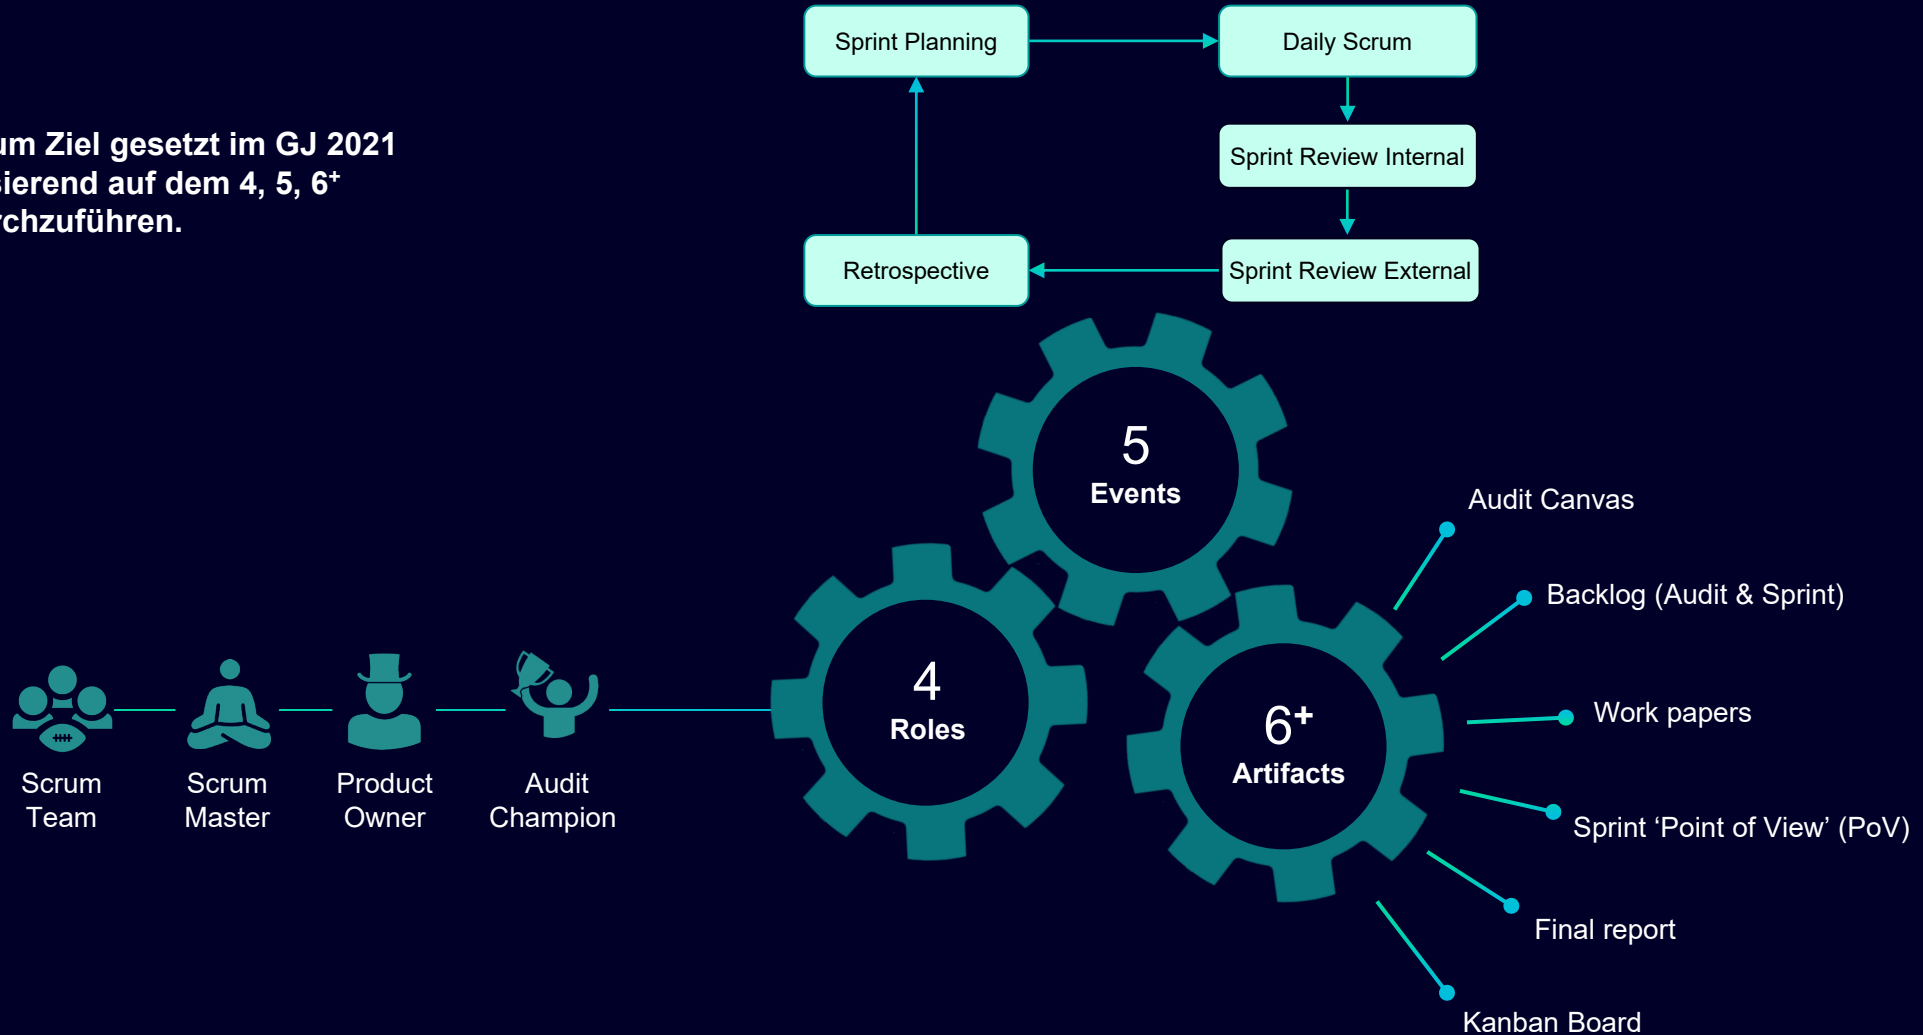 Sprint Planning
Daily Scrum
Sprint Review Internal
Sprint Review External
Retrospective
um Ziel gesetzt im GJ 2021
sierend auf dem 4, 5, 6⁺
rchzuführen.
5
Events
4
Roles
6⁺
Artifacts
Scrum
Team
Scrum
Master
Product
Owner
Audit
Champion
Audit Canvas
Backlog (Audit & Sprint)
Work papers
Sprint ‘Point of View’ (PoV)
Final report
Kanban Board